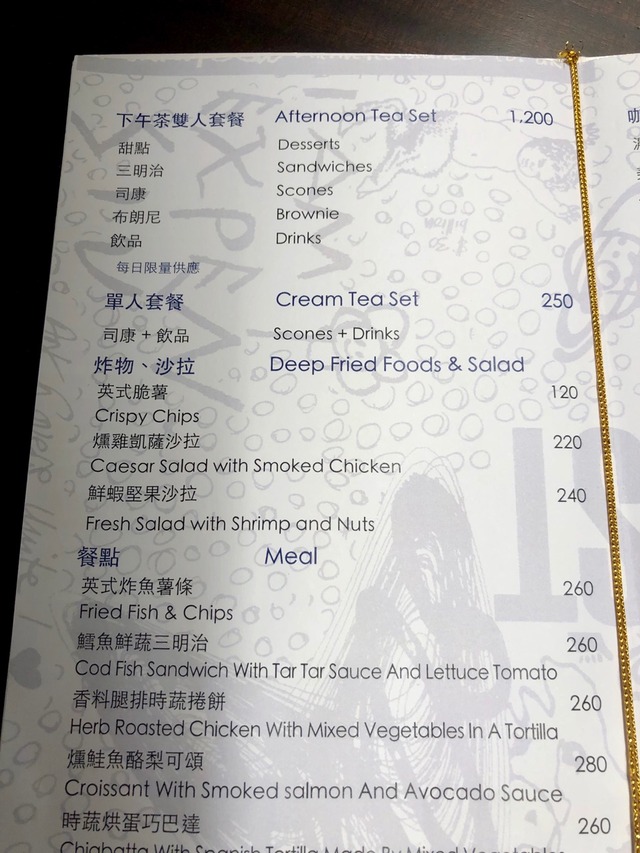 下午茶雙人套餐 Afternoon Tea Set 1,200
甜點 Desserts
三明治 Sandwiches
司康 Scones
布朗尼 Brownie
飲品 Drinks
每日限量供應
單人套餐 Cream Tea Set 250
司康 + 飲品 Scones + Drinks
炸物、沙拉 Deep Fried Foods & Salad
英式脆薯 120
Crispy Chips
燻雞凱薩沙拉 220
Caesar Salad with Smoked Chicken
鮮蝦堅果沙拉 240
Fresh Salad with Shrimp and Nuts
餐點 Meal
英式炸魚薯條 260
Fried Fish & Chips
鱈魚鮮蔬三明治 260
Cod Fish Sandwich With Tar Tar Sauce And Lettuce Tomato
香料腿排時蔬捲餅 260
Herb Roasted Chicken With Mixed Vegetables In A Tortilla
燻鮭魚酪梨可頌 280
Croissant With Smoked salmon And Avocado Sauce
時蔬烘蛋巧巴達 260
Chiabatta With Spanish Tortilla Made By Mixed Vegetables